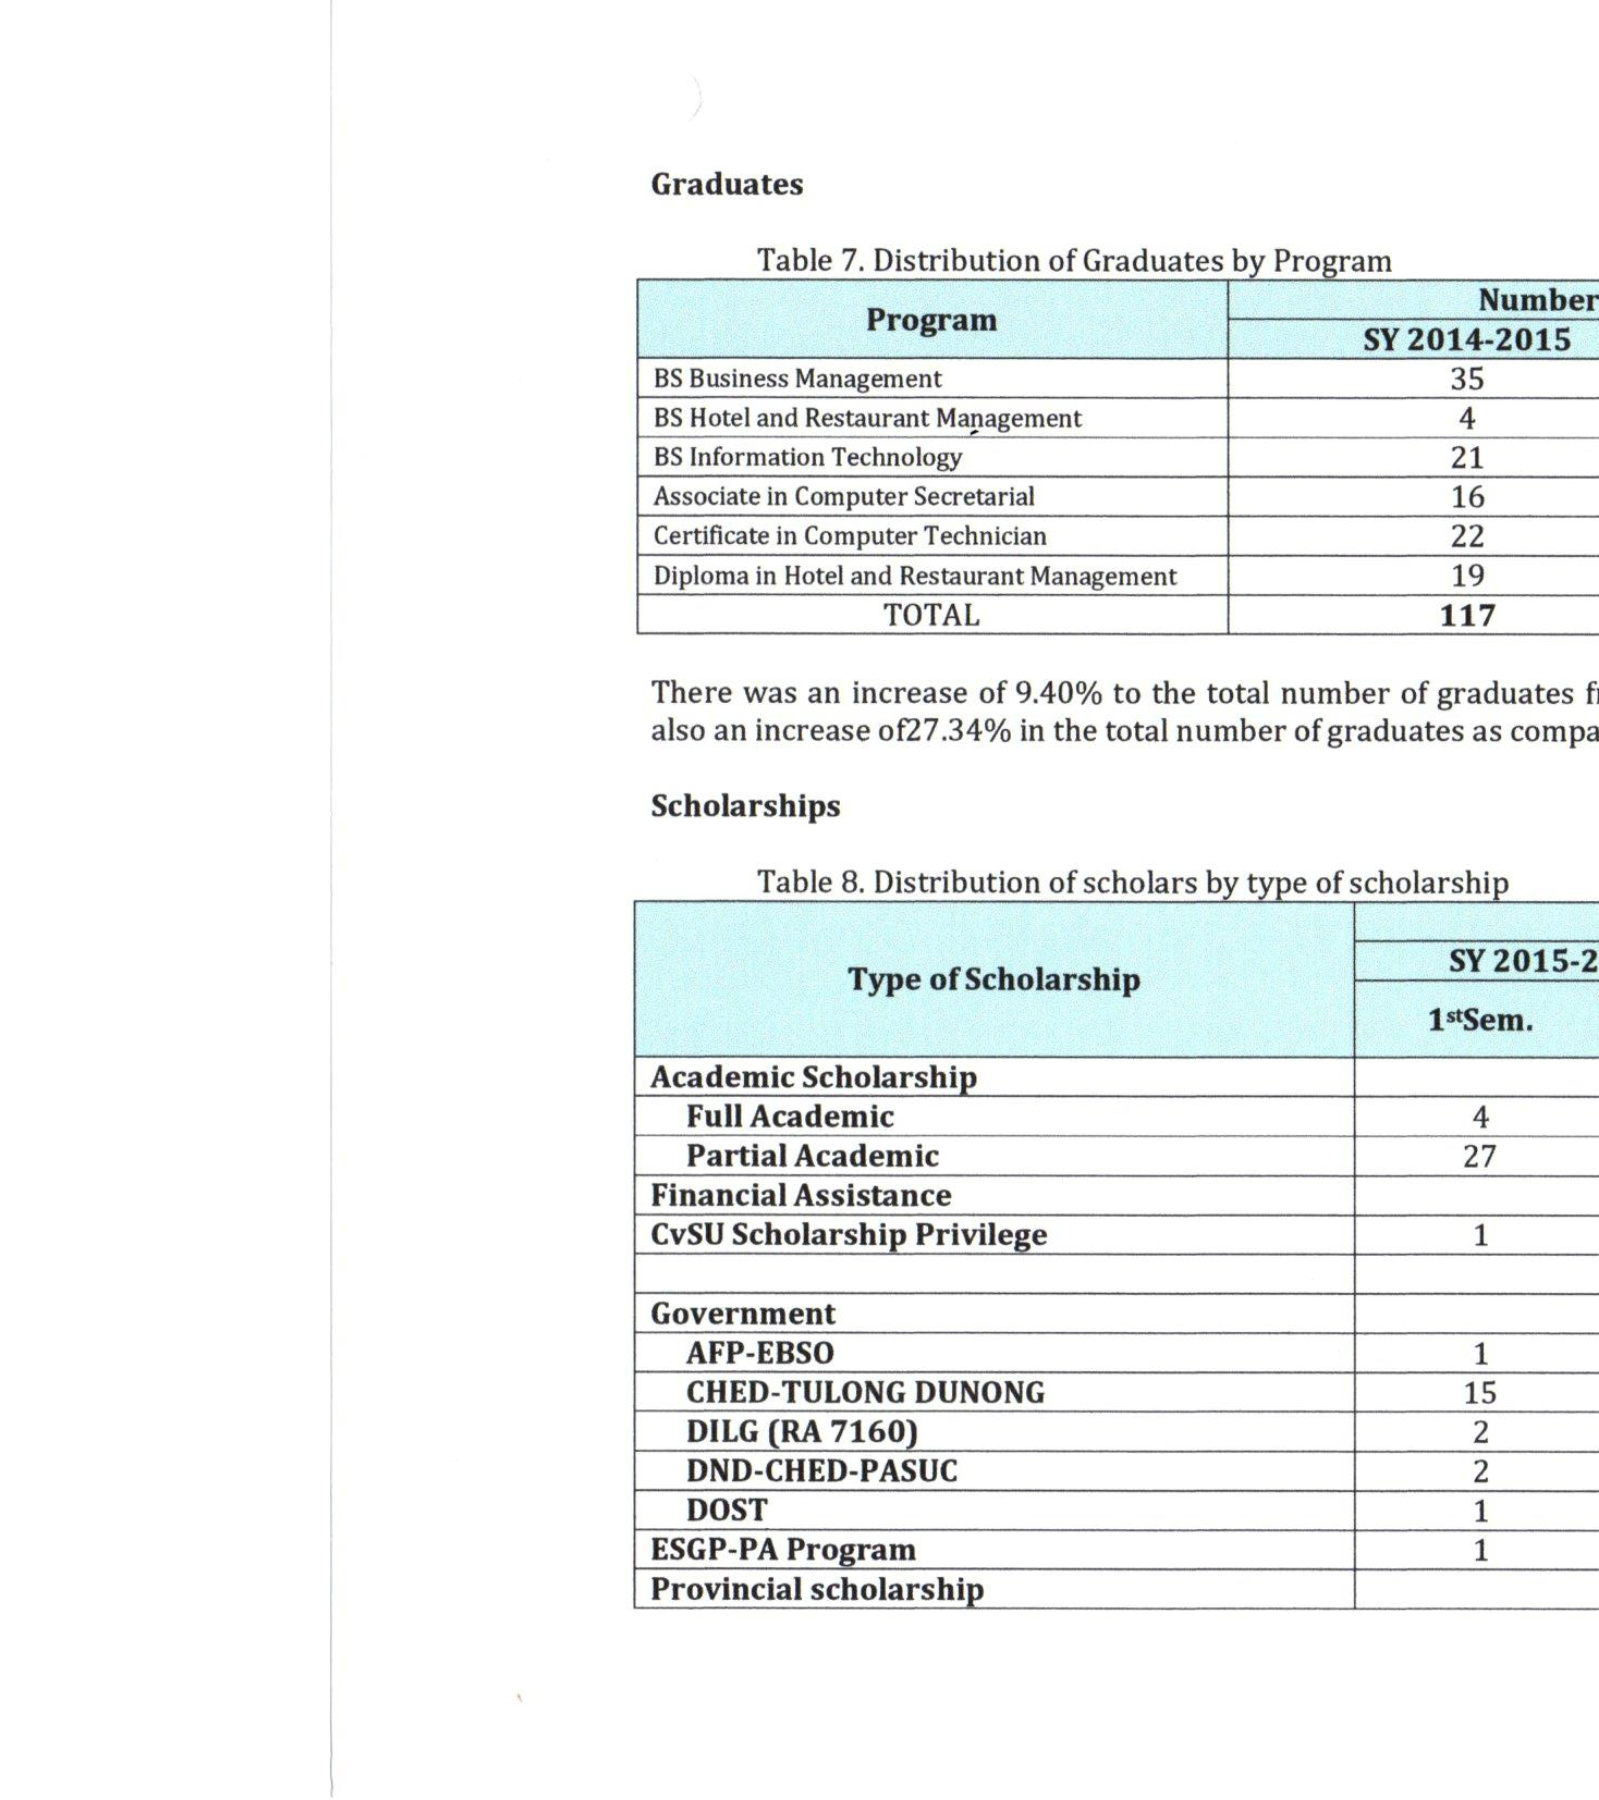 Graduates
Table 7. Distribution of Graduates by Program
Program Number
SY 2014-2015
BS Business Management 35
BS Hotel and Restaurant Management 4
BS Information Technology 21
Associate in Computer Secretarial 16
Certificate in Computer Technician 22
Diploma in Hotel and Restaurant Management 19
TOTAL 117
There was an increase of 9.40% to the total number of graduates
also an increase of27.34% in the total number of graduates as compa
Scholarships
Table 8. Distribution of scholars by type of scholarship
Type of Scholarship
SY 2015-2
1stSem.
Academic Scholarship
Full Academic 4
Partial Academic 27
Financial Assistance
CvSU Scholarship Privilege 1
Government
AFP-EBSO 1
CHED-TULONG DUNONG 15
DILG (RA 7160) 2
DND-CHED-PASUC 2
DOST 1
ESGP-PA Program 1
Provincial scholarship